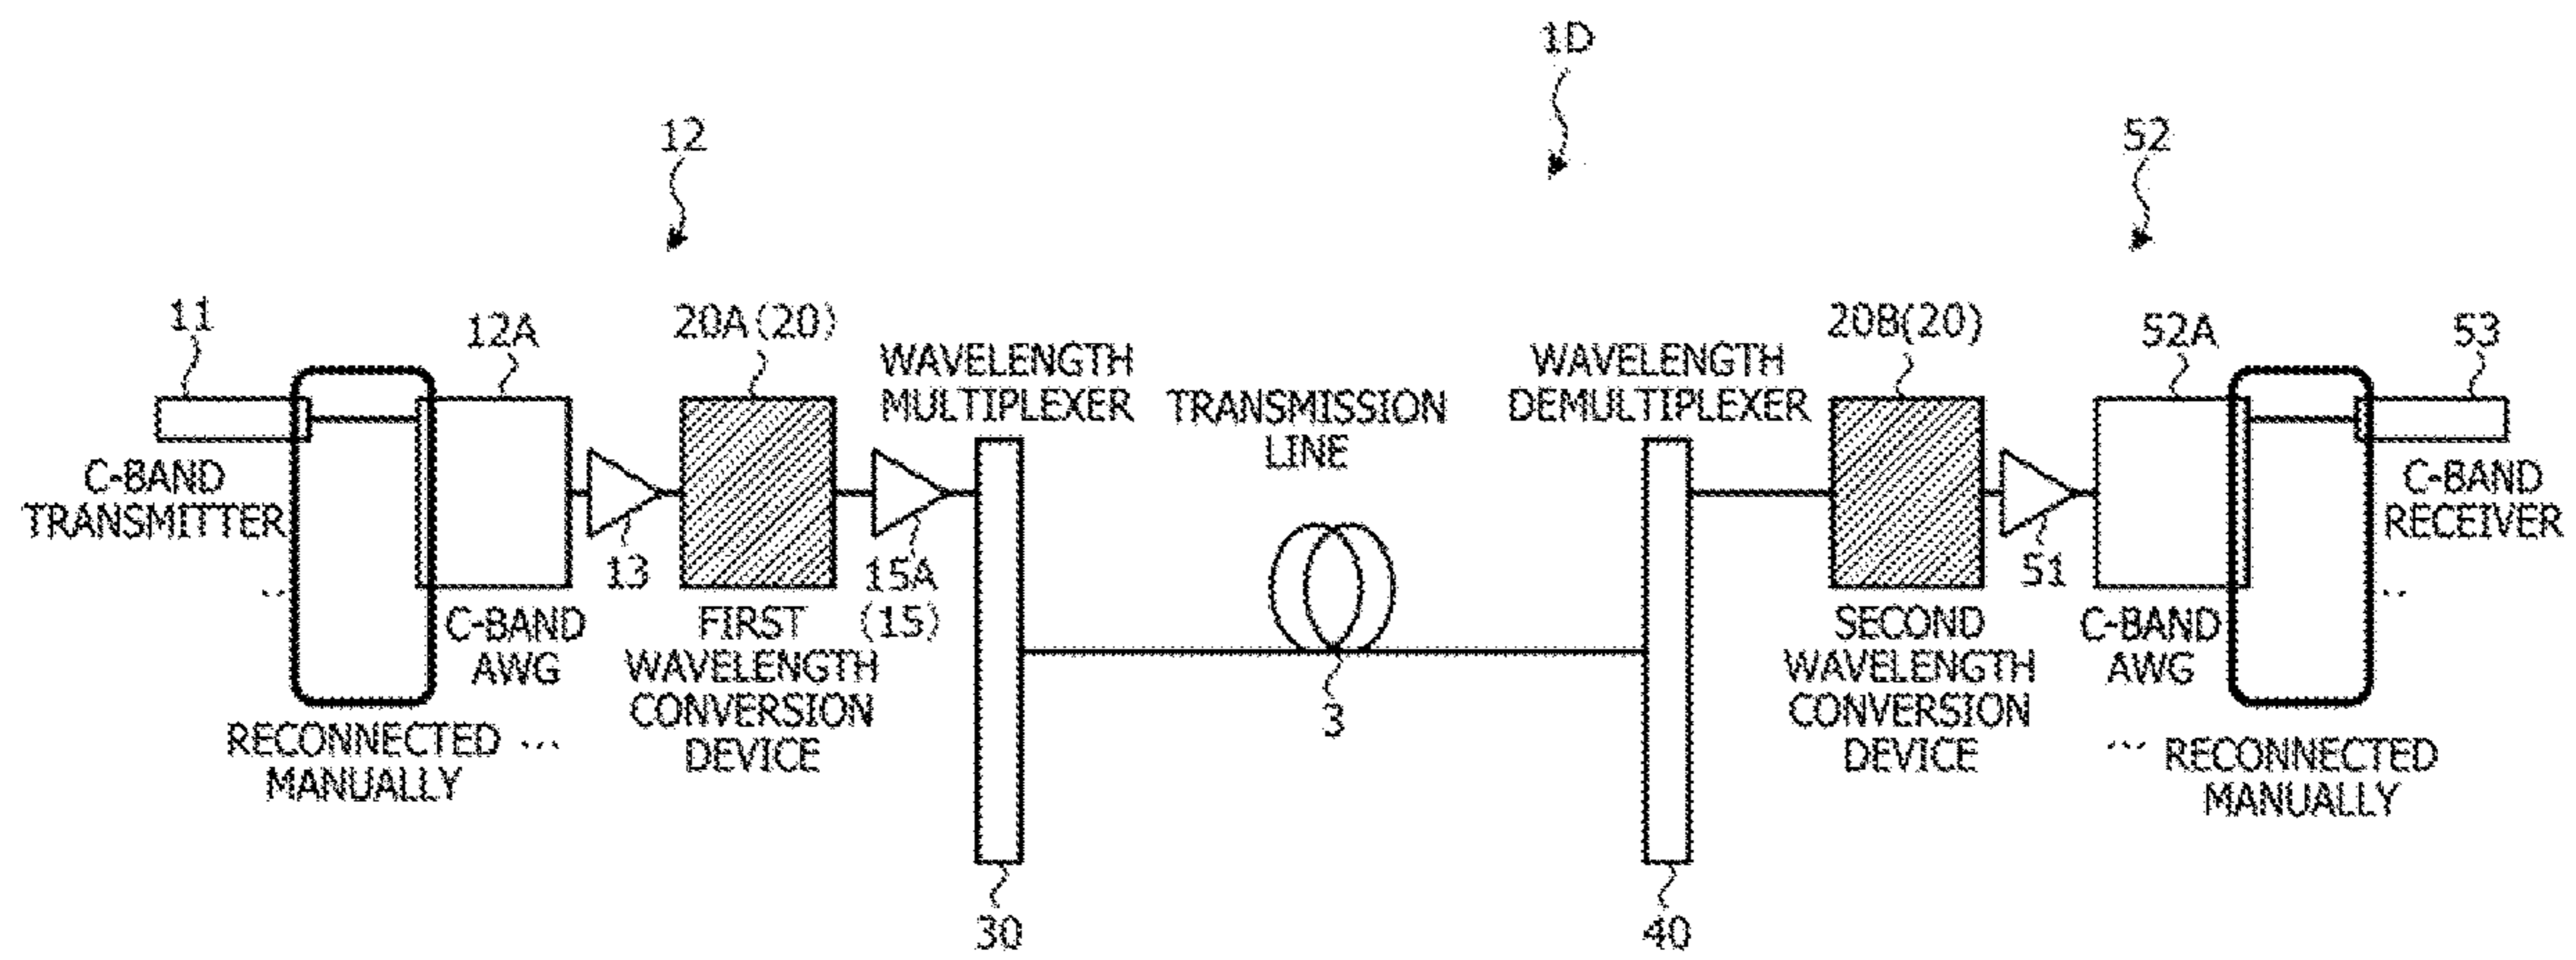 1D
12
52
11
12A
20A(20)
WAVELENGTH
MULTIPLEXER
TRANSMISSION
LINE
WAVELENGTH
DEMULTIPLEXER
20B(20)
52A
53
C-BAND
TRANSMITTER
...
C-BAND
AWG
13
FIRST
WAVELENGTH
CONVERSION
DEVICE
15A
(15)
3
SECOND
WAVELENGTH
CONVERSION
DEVICE
51
C-BAND
AWG
C-BAND
RECEIVER
...
RECONNECTED ...
MANUALLY
... RECONNECTED
MANUALLY
30
40